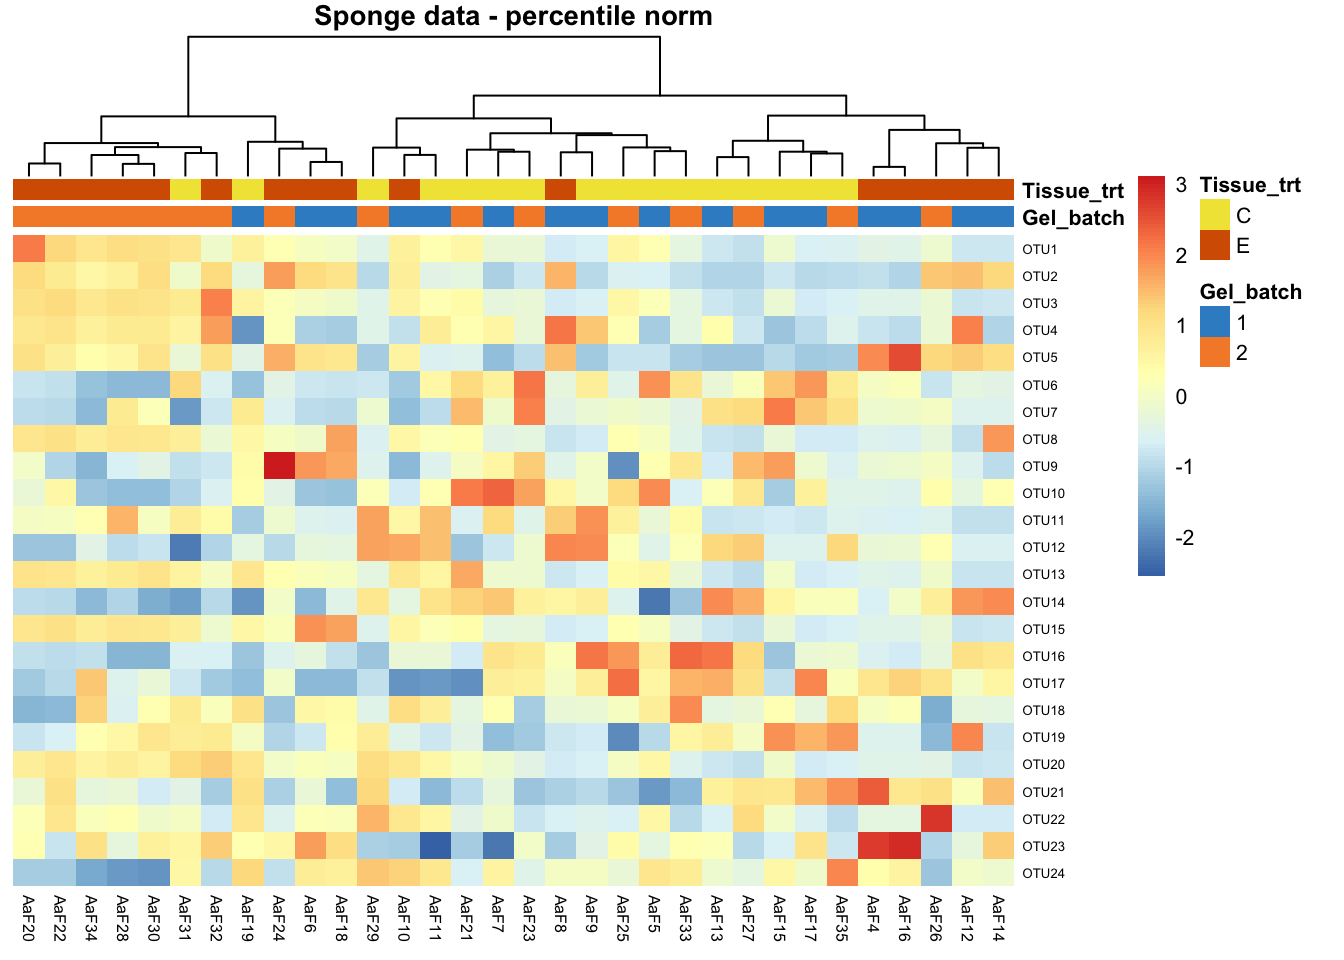 Sponge data - percentile norm
Tissue_trt
Gel_batch
OTU1
OTU2
OTU3
OTU4
OTU5
OTU6
OTU7
OTU8
OTU9
OTU10
OTU11
OTU12
OTU13
OTU14
OTU15
OTU16
OTU17
OTU18
OTU19
OTU20
OTU21
OTU22
OTU23
OTU24
AaF20 AaF22 AaF34 AaF28 AaF30 AaF31 AaF32 AaF19 AaF24 AaF6 AaF18 AaF29 AaF10 AaF11 AaF21 AaF7 AaF23 AaF8 AaF9 AaF25 AaF5 AaF33 AaF13 AaF27 AaF15 AaF17 AaF35 AaF4 AaF16 AaF26 AaF12 AaF14
3
2
1
0
-1
-2
Tissue_trt
C
E
Gel_batch
1
2